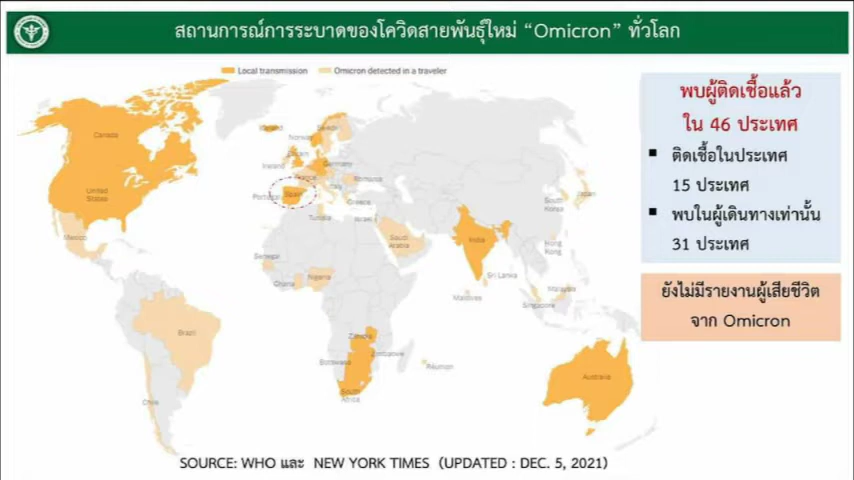 สถานการณ์การระบาดของโควิดสายพันธุ์ใหม่ “Omicron” ทั่วโลก
Local transmission
Omicron detected in a traveler
พบผู้ติดเชื้อแล้ว
ใน 46 ประเทศ
▪ ติดเชื้อในประเทศ
15 ประเทศ
▪ พบในผู้เดินทางเท่านั้น
31 ประเทศ
ยังไม่มีรายงานผู้เสียชีวิต
จาก Omicron
Canada
United
States
Mexico
Brazil
Chile
Iceland
Norway
Sweden
Ireland
Britain
Germany
Prague
Romania
Portugal
Spain
Italy
Greece
Tunisia
Israel
Saudi
Arabia
Senegal
Ghana
Nigeria
Zambia
Zimbabwe
Botswana
South
Africa
Réunion
India
Sri Lanka
Maldives
South
Korea
Japan
Hong
Kong
Malaysia
Singapore
Australia
SOURCE: WHO และ NEW YORK TIMES (UPDATED : DEC. 5, 2021)